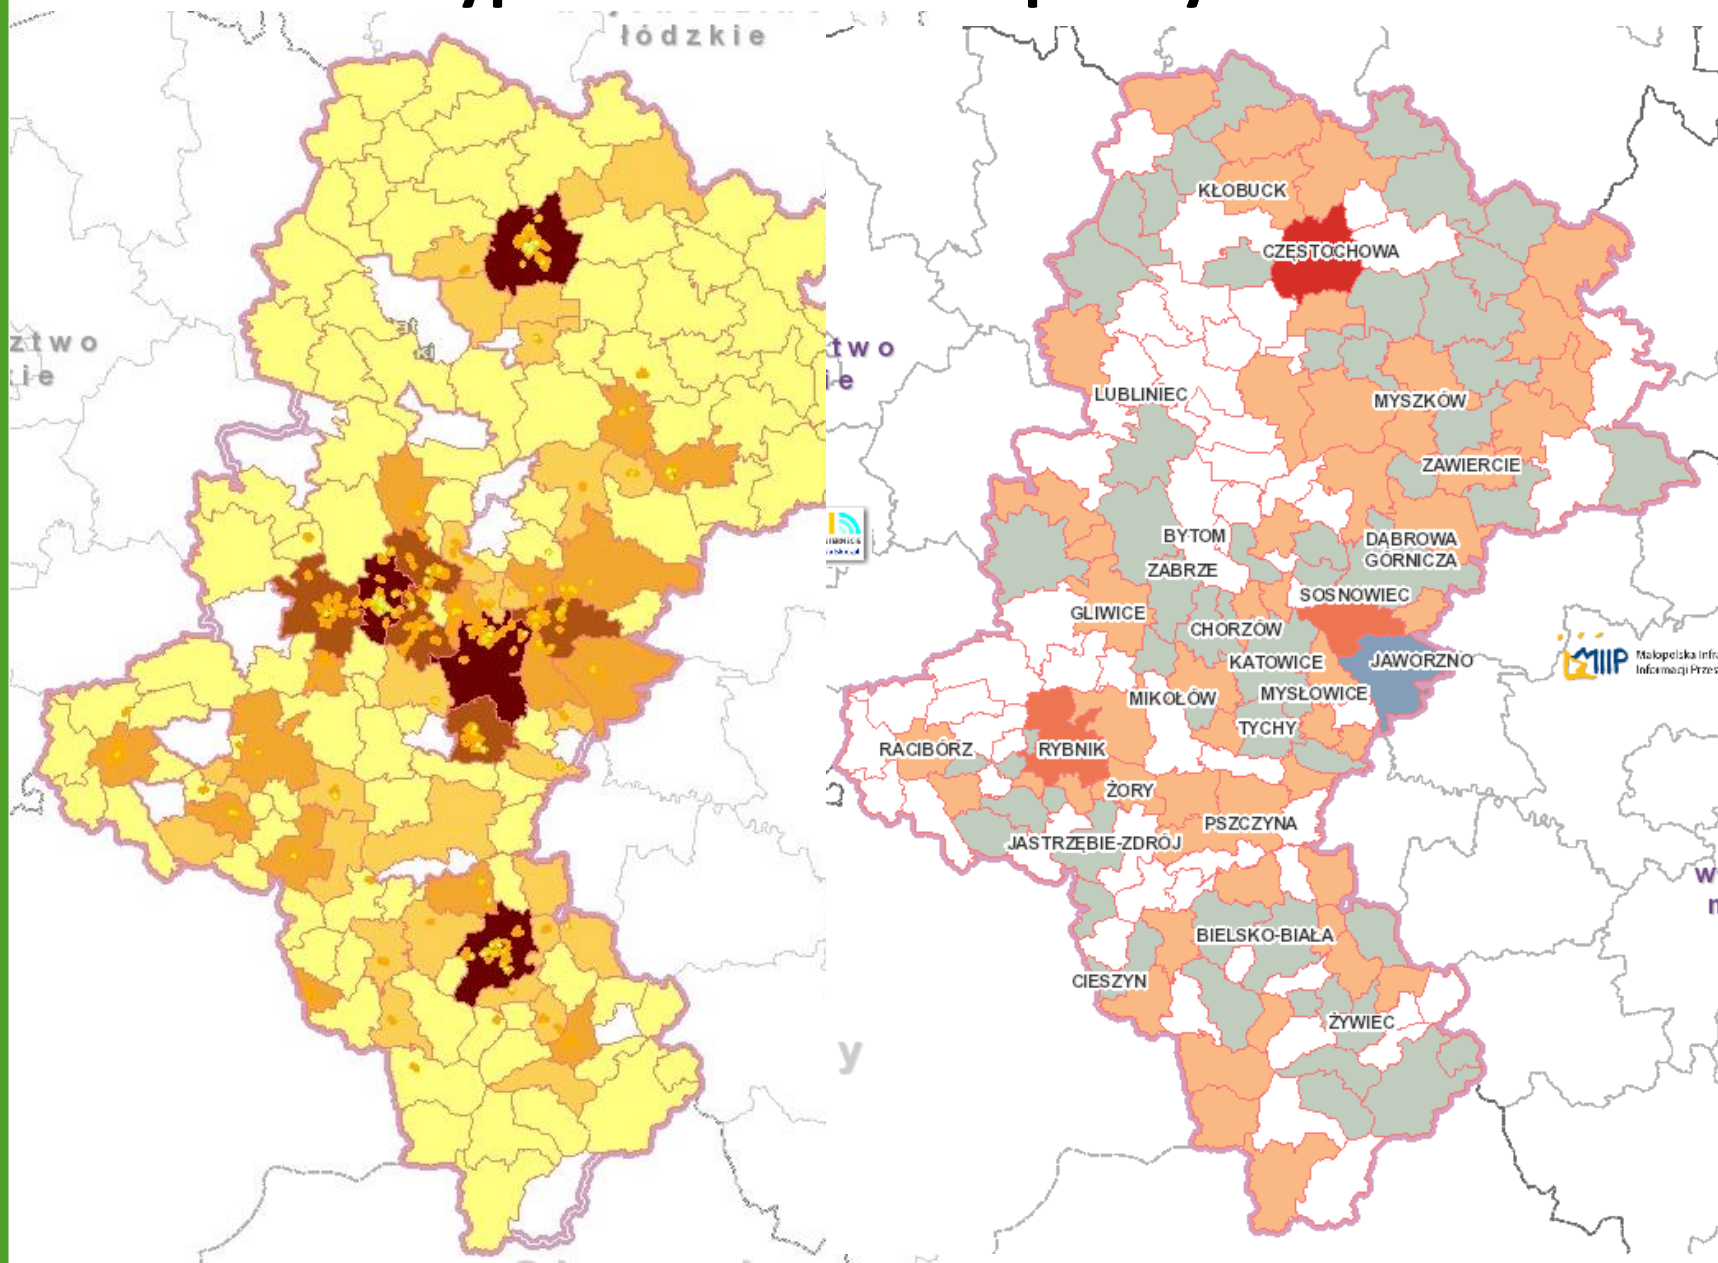 łódzkie
ztwo
ie
two
ie
KŁOBUCK
CZĘSTOCHOWA
LUBLINIEC
MYSZKÓW
ZAWIERCIE
BYTOM
DĄBROWA
GÓRNICZA
ZABRZE
SOSNOWIEC
GLIWICE
CHORZÓW
KATOWICE
JAWORZNO
MIKOŁÓW
MYSŁOWICE
TYCHY
RACIBÓRZ
RYBNIK
ŻORY
PSZCZYNA
JASTRZĘBIE-ZDRÓJ
BIELSKO-BIAŁA
CIESZYN
ŻYWIEC
y
MIIP
Małopolska Infra
Informacji Przes
w